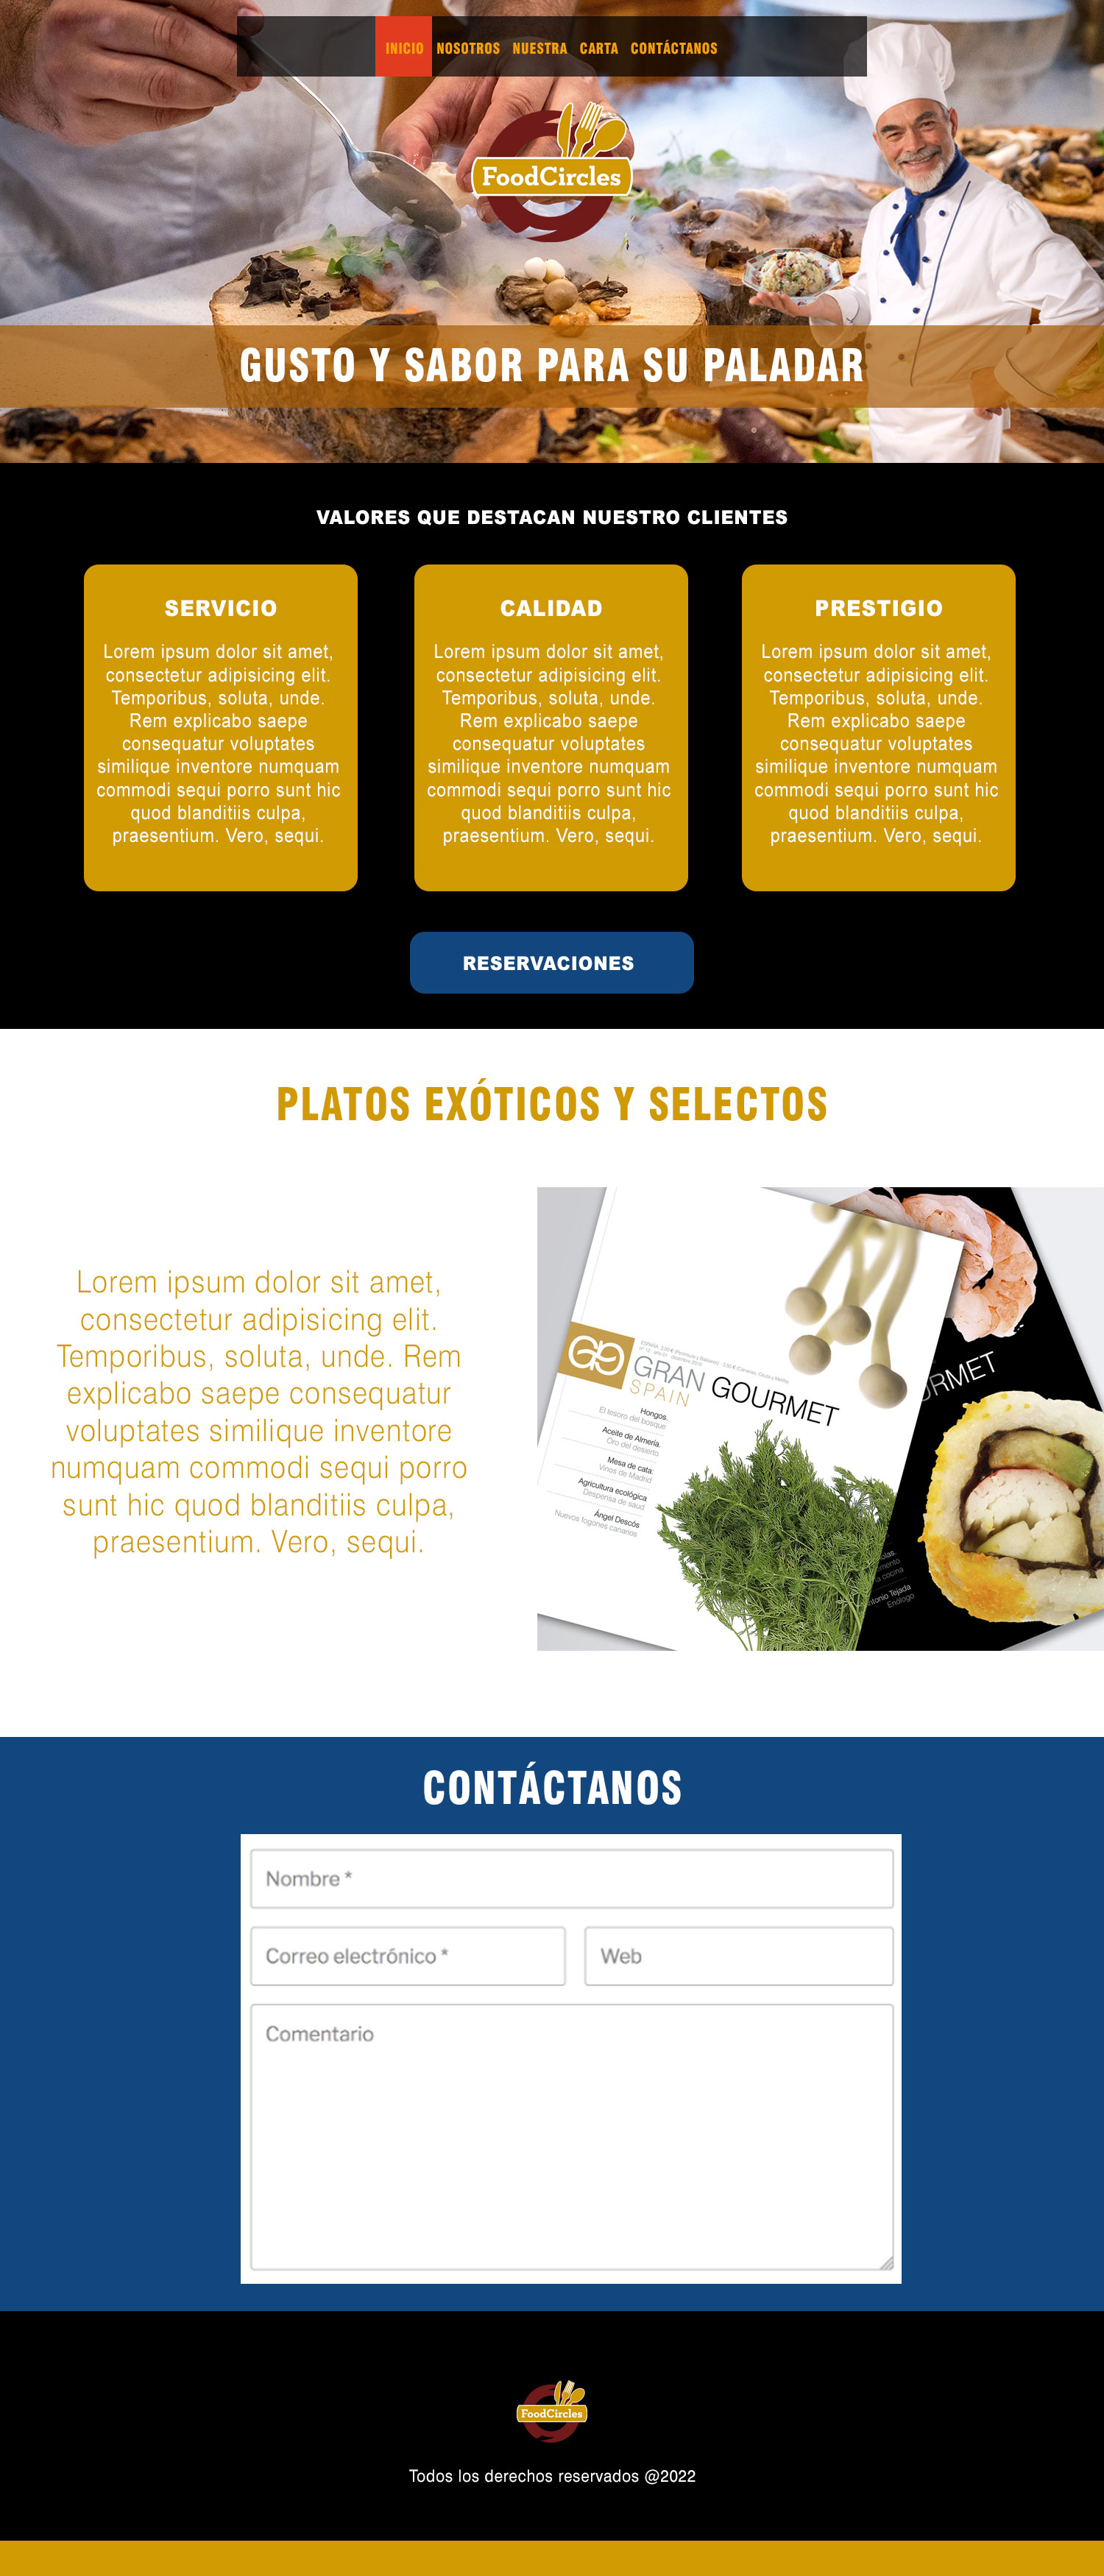 INICIO NOSOTROS NUESTRA CARTA CONTÁCTANOS
FoodCircles
GUSTO Y SABOR PARA SU PALADAR
VALORES QUE DESTACAN NUESTRO CLIENTES
SERVICIO
Lorem ipsum dolor sit amet,
consectetur adipisicing elit.
Temporibus, soluta, unde.
Rem explicabo saepe
consequatur voluptates
similique inventore numquam
commodi sequi porro sunt hic
quod blanditiis culpa,
praesentium. Vero, sequi.
CALIDAD
Lorem ipsum dolor sit amet,
consectetur adipisicing elit.
Temporibus, soluta, unde.
Rem explicabo saepe
consequatur voluptates
similique inventore numquam
commodi sequi porro sunt hic
quod blanditiis culpa,
praesentium. Vero, sequi.
PRESTIGIO
Lorem ipsum dolor sit amet,
consectetur adipisicing elit.
Temporibus, soluta, unde.
Rem explicabo saepe
consequatur voluptates
similique inventore numquam
commodi sequi porro sunt hic
quod blanditiis culpa,
praesentium. Vero, sequi.
RESERVACIONES
PLATOS EXÓTICOS Y SELECTOS
Lorem ipsum dolor sit amet,
consectetur adipisicing elit.
Temporibus, soluta, unde. Rem
explicabo saepe consequatur
voluptates similique inventore
numquam commodi sequi porro
sunt hic quod blanditiis culpa,
praesentium. Vero, sequi.
GRAN GOURMET
SPAIN
Hongos.
El tesoro del bosque
Aceite de Almería.
Oro del desierto
Mesa de cata:
Vinos de Madrid
Agricultura ecológica
Despensa de salud
Ángel Descós
Nuevos fogones canarios
URMET
olas.
mento
la cocina
ntonio Tejada
Enólogo
CONTÁCTANOS
Nombre *
Correo electrónico *
Web
Comentario
FoodCircles
Todos los derechos reservados @2022